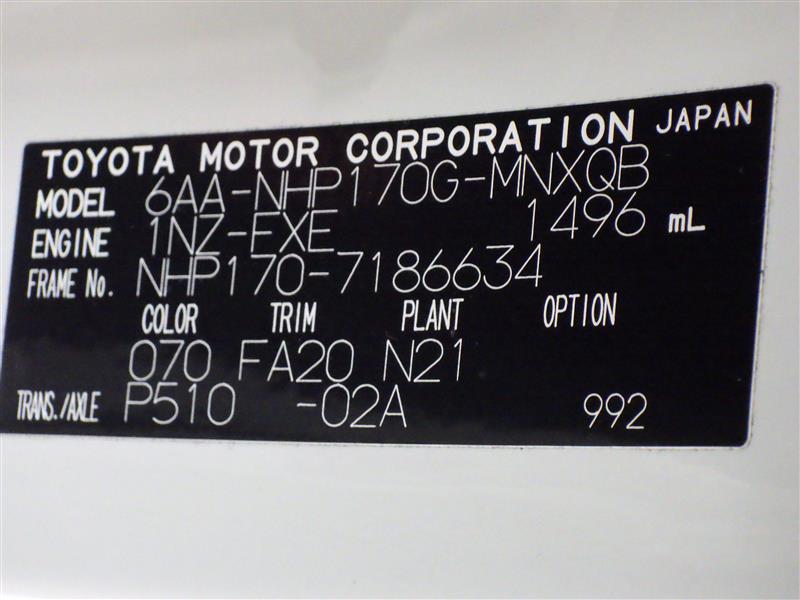 TOYOTA MOTOR CORPORATION JAPAN
MODEL 6AA-NHP170G-MNXQB
ENGINE 1NZ-FXE 1496 mL
FRAME No. NHP170-7186634
COLOR TRIM PLANT OPTION
070 FA20 N21
TRANS./AXLE P510 -02A 992